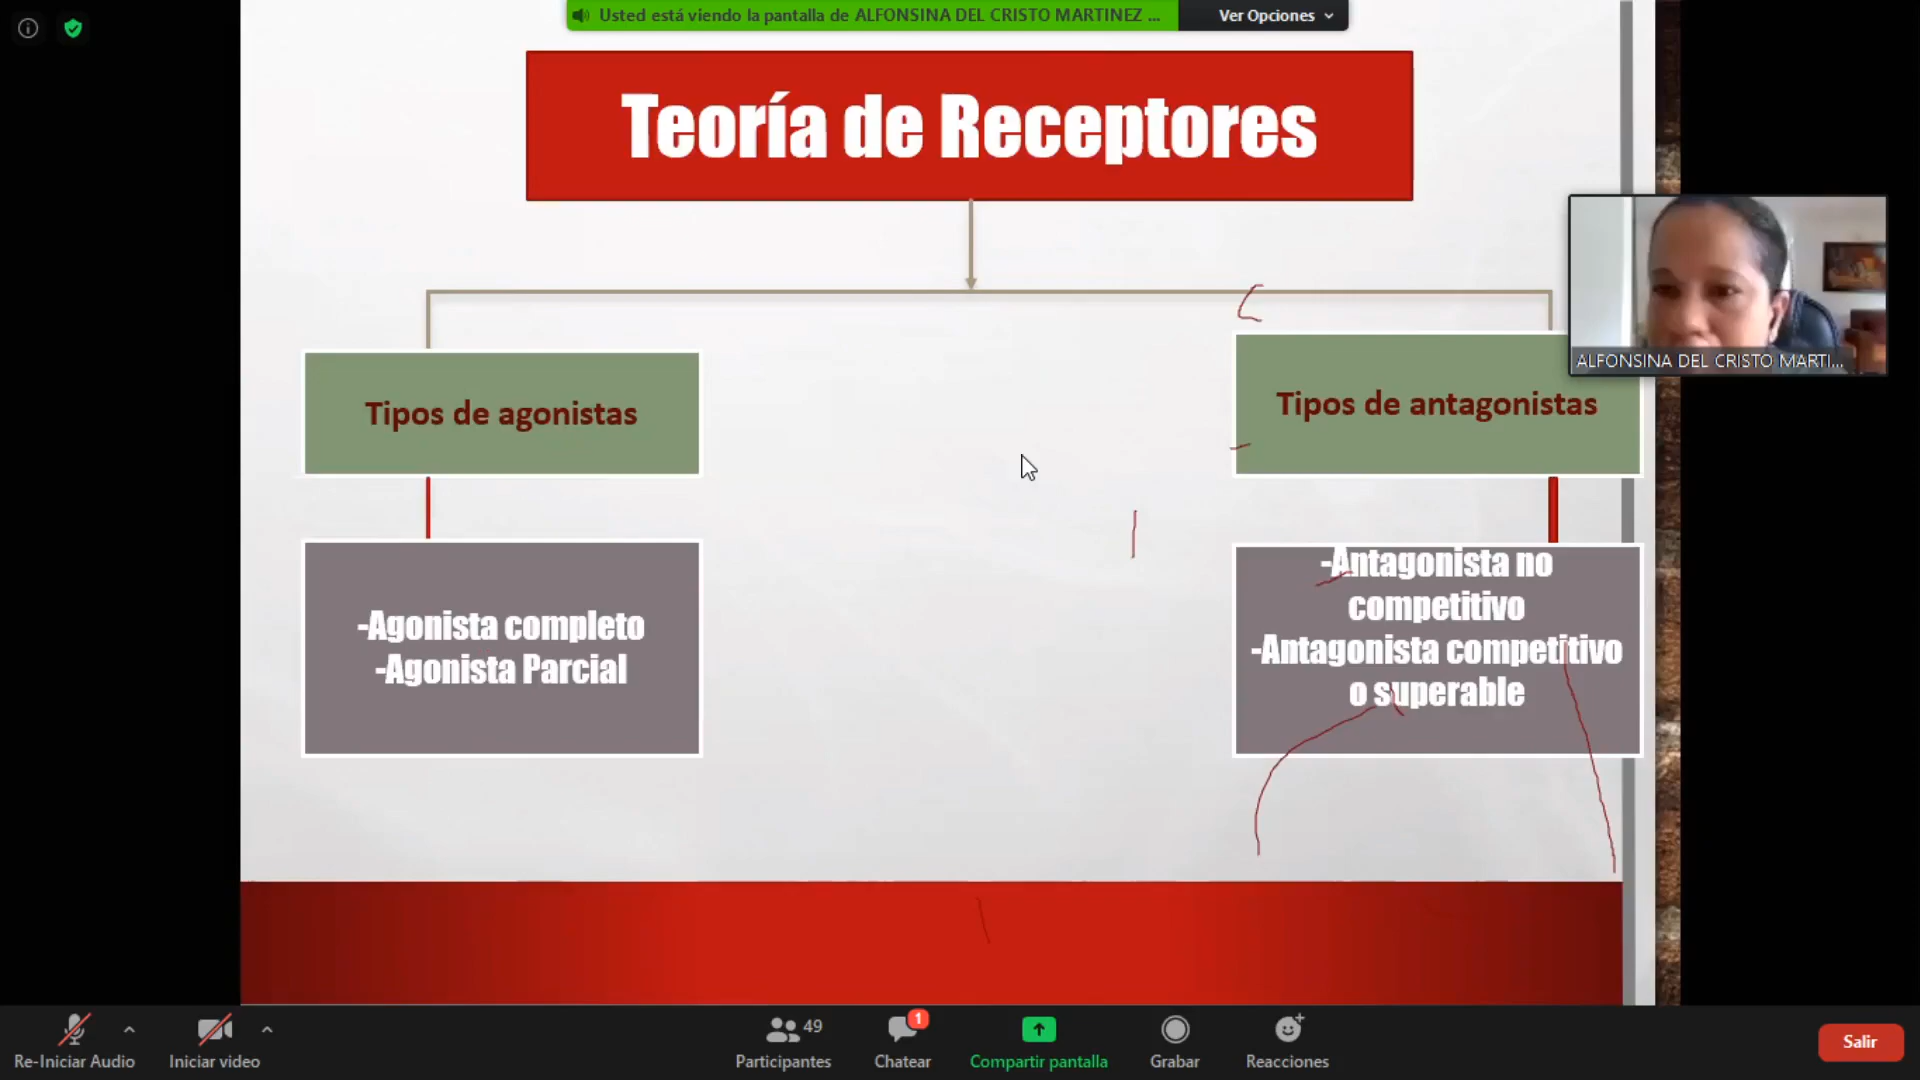 Usted está viendo la pantalla de ALFONSINA DEL CRISTO MARTINEZ ...
Ver Opciones
Teoría de Receptores
ALFONSINA DEL CRISTO MARTI...
Tipos de agonistas
Tipos de antagonistas
-Agonista completo
-Agonista Parcial
-Antagonista no
competitivo
-Antagonista competitivo
o superable
Re-Iniciar Audio
Iniciar video
49
Participantes
1
Chatear
Compartir pantalla
Grabar
Reacciones
Salir